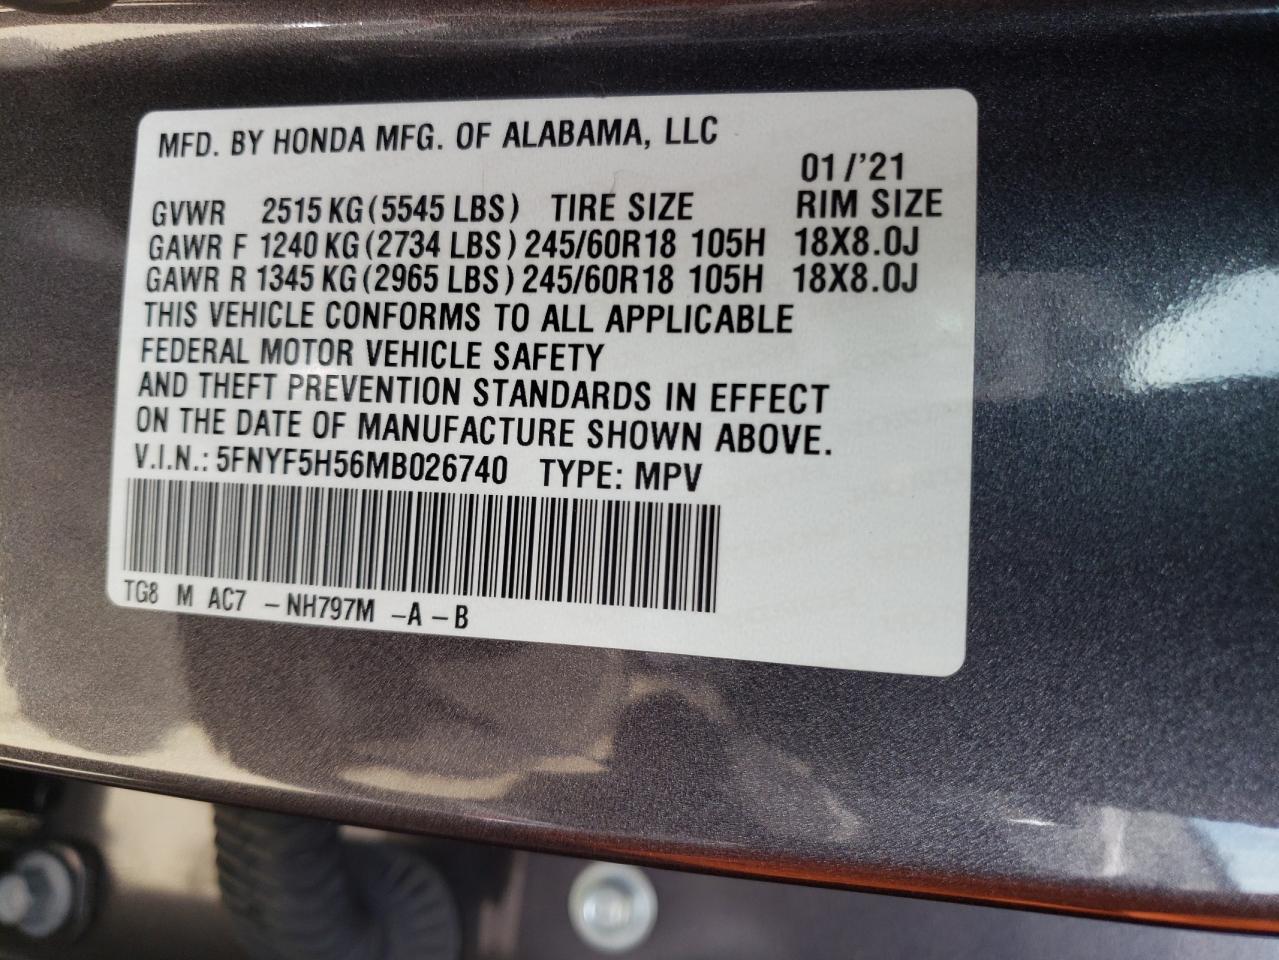 MFD. BY HONDA MFG. OF ALABAMA, LLC
01/'21
GVWR 2515 KG (5545 LBS) TIRE SIZE RIM SIZE
GAWR F 1240 KG (2734 LBS) 245/60R18 105H 18X8.0J
GAWR R 1345 KG (2965 LBS) 245/60R18 105H 18X8.0J
THIS VEHICLE CONFORMS TO ALL APPLICABLE
FEDERAL MOTOR VEHICLE SAFETY
AND THEFT PREVENTION STANDARDS IN EFFECT
ON THE DATE OF MANUFACTURE SHOWN ABOVE.
V.I.N.: 5FNYF5H56MB026740 TYPE: MPV
TG8 M AC7 -NH797M -A -B